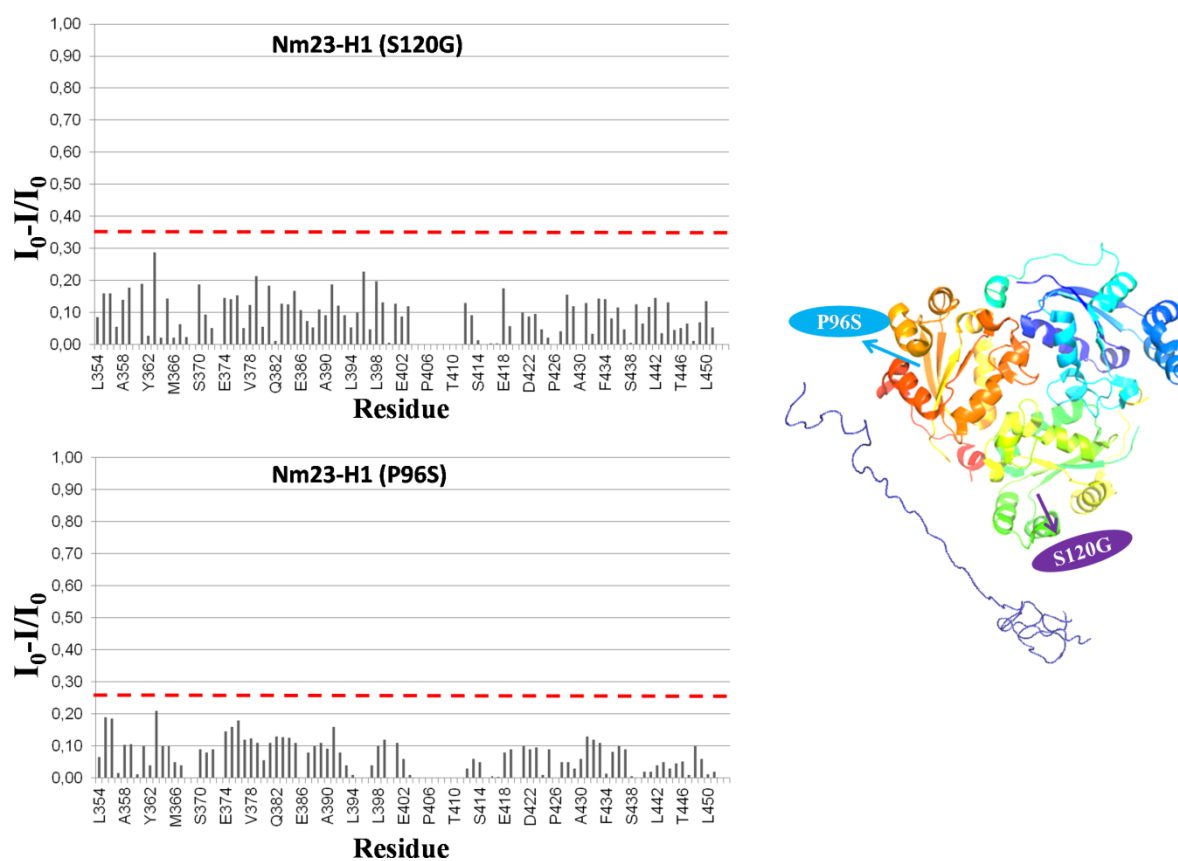 Nm23-H1 (S120G)
1,00
0,90
0,80
0,70
0,60
0,50
0,40
0,30
0,20
0,10
0,00
I0-I/I0
L354 A358 Y362 M366 S370 E374 V378 Q382 E386 A390 L394 L398 E402 P406 T410 S414 E418 D422 P426 A430 F434 S438 L442 T446 L450
Residue
Nm23-H1 (P96S)
1,00
0,90
0,80
0,70
0,60
0,50
0,40
0,30
0,20
0,10
0,00
I0-I/I0
L354 A358 Y362 M366 S370 E374 V378 Q382 E386 A390 L394 L398 E402 P406 T410 S414 E418 D422 P426 A430 F434 S438 L442 T446 L450
Residue
P96S
S120G